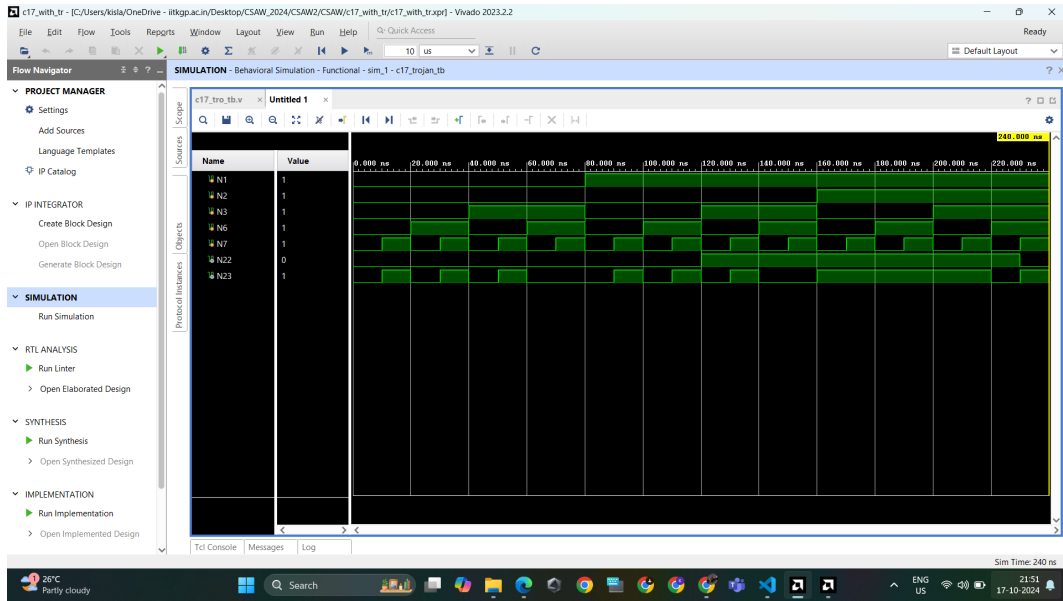 c17_with_tr - [C:/Users/kisla/OneDrive - iitkgp.ac.in/Desktop/CSAW_2024/CSAW2/CSAW/c17_with_tr/c17_with_tr.xpr] - Vivado 2023.2.2
File Edit Flow Tools Reports Window Layout View Run Help Q- Quick Access Ready
10 us Default Layout
Flow Navigator SIMULATION - Behavioral Simulation - Functional - sim_1 - c17_trojan_tb
PROJECT MANAGER
Settings
Add Sources
Language Templates
IP Catalog
IP INTEGRATOR
Create Block Design
Open Block Design
Generate Block Design
SIMULATION
Run Simulation
RTL ANALYSIS
Run Linter
Open Elaborated Design
SYNTHESIS
Run Synthesis
Open Synthesized Design
IMPLEMENTATION
Run Implementation
Open Implemented Design
Scope
Sources
Objects
Protocol Instances
c17_tro_tb.v Untitled 1
240.000 ns
Name Value 0.000 ns 20.000 ns 40.000 ns 60.000 ns 80.000 ns 100.000 ns 120.000 ns 140.000 ns 160.000 ns 180.000 ns 200.000 ns 220.000 ns
N1 1
N2 1
N3 1
N6 1
N7 1
N22 0
N23 1
Tcl Console Messages Log
Sim Time: 240 ns
1
26°C
Partly cloudy
Search
ENG
US
21:51
17-10-2024